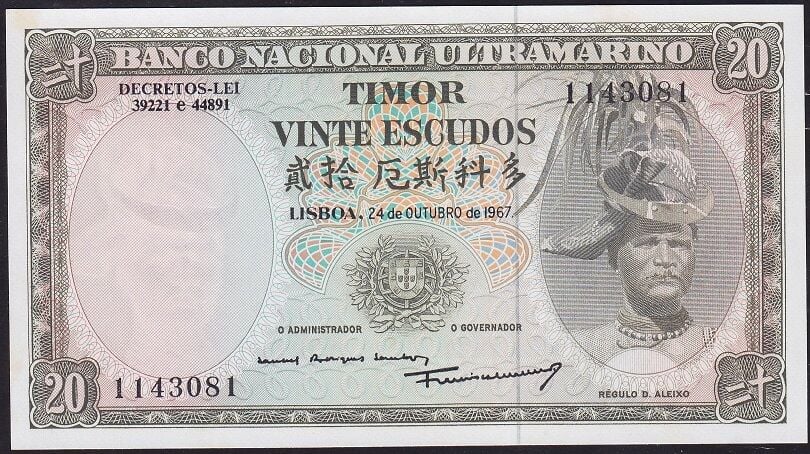 二十 BANCO NACIONAL ULTRAMARINO 20
DECRETOS-LEI
39221 e 44891
TIMOR
1143081
VINTE ESCUDOS
貳拾 厄斯科多
LISBOA, 24 de OUTUBRO de 1967.
O ADMINISTRADOR O GOVERNADOR
20 1143081
RÉGULO D. ALEIXO
二十